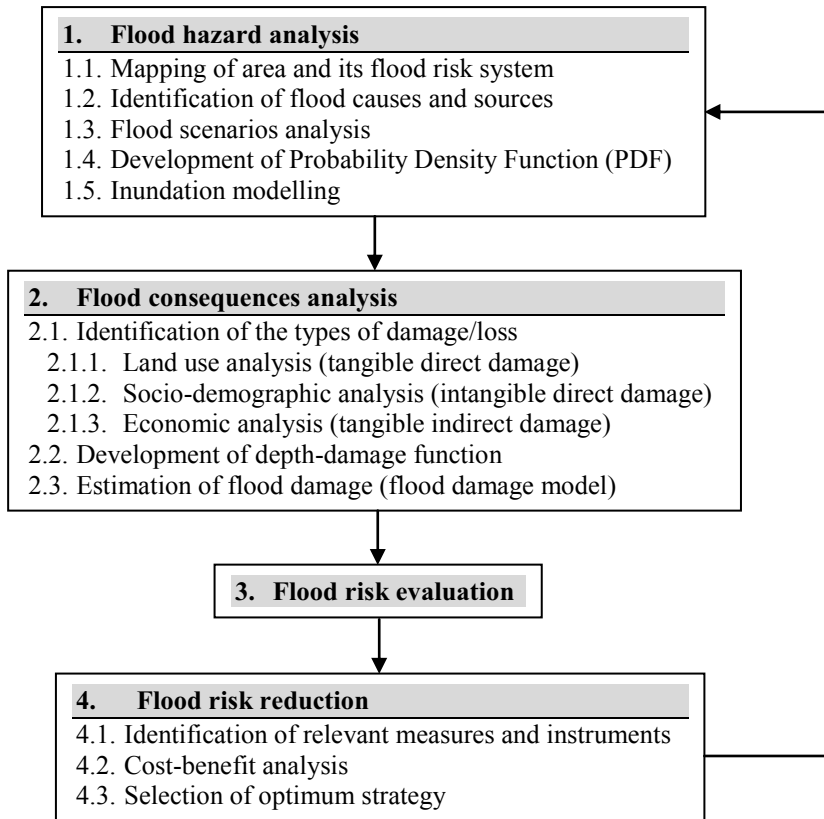 1. Flood hazard analysis
1.1. Mapping of area and its flood risk system
1.2. Identification of flood causes and sources
1.3. Flood scenarios analysis
1.4. Development of Probability Density Function (PDF)
1.5. Inundation modelling
2. Flood consequences analysis
2.1. Identification of the types of damage/loss
2.1.1. Land use analysis (tangible direct damage)
2.1.2. Socio-demographic analysis (intangible direct damage)
2.1.3. Economic analysis (tangible indirect damage)
2.2. Development of depth-damage function
2.3. Estimation of flood damage (flood damage model)
3. Flood risk evaluation
4. Flood risk reduction
4.1. Identification of relevant measures and instruments
4.2. Cost-benefit analysis
4.3. Selection of optimum strategy